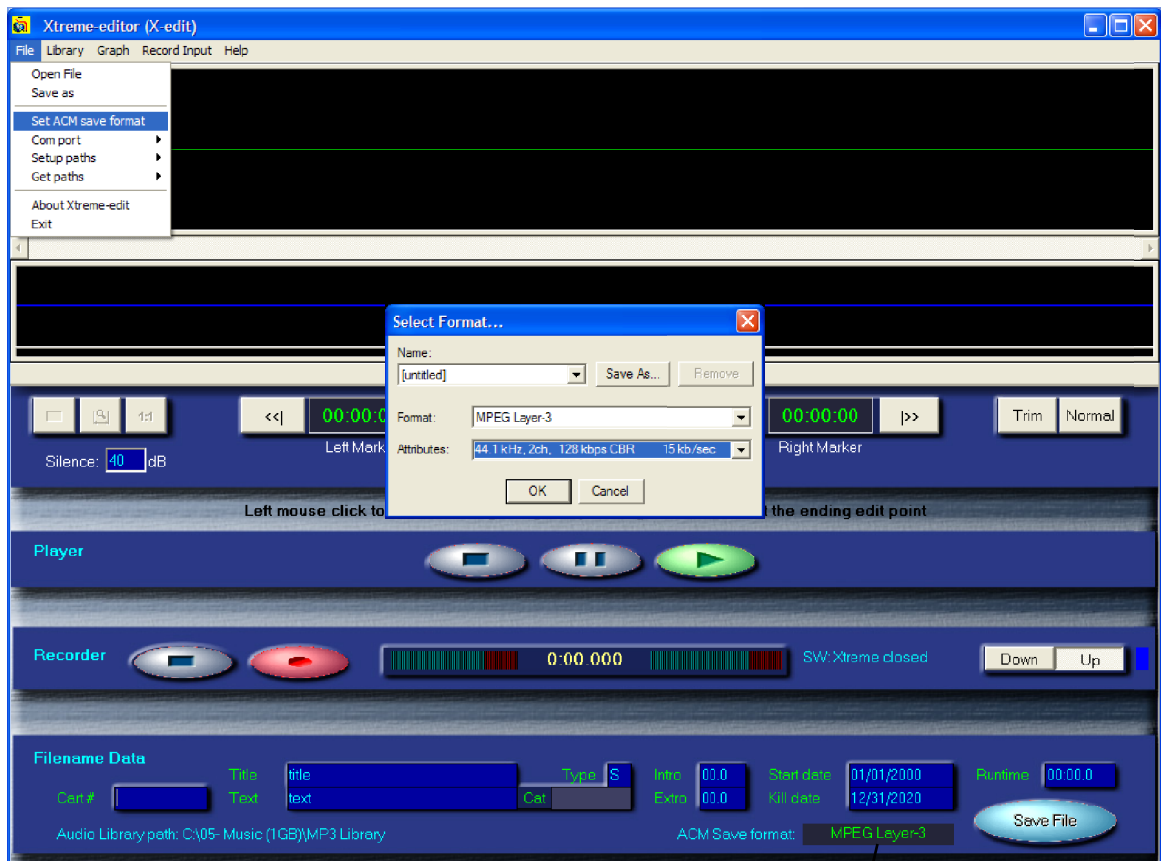 Xtreme-editor (X-edit)
File Library Graph Record Input Help
Open File
Save as
Set ACM save format
Com port
Setup paths
Get paths
About Xtreme-edit
Exit
Select Format...
Name:
[untitled] Save As... Remove
Format: MPEG Layer-3
Attributes: 44.1 kHz, 2ch, 128 kbps CBR 15 kb/sec
OK Cancel
1:1 <<| 00:00:0 00:00:00 |>> Trim Normal
Left Mark Right Marker
Silence: 40 dB
Left mouse click to t the ending edit point
Player
Recorder 0:00.000 SW: Xtreme closed Down Up
Filename Data
Title title Type S Intro 00.0 Start date 01/01/2000 Runtime 00:00.0
Cart # Text text Cat Extro 00.0 Kill date 12/31/2020
Audio Library path: C:\05- Music (1GB)\MP3 Library ACM Save format: MPEG Layer-3 Save File